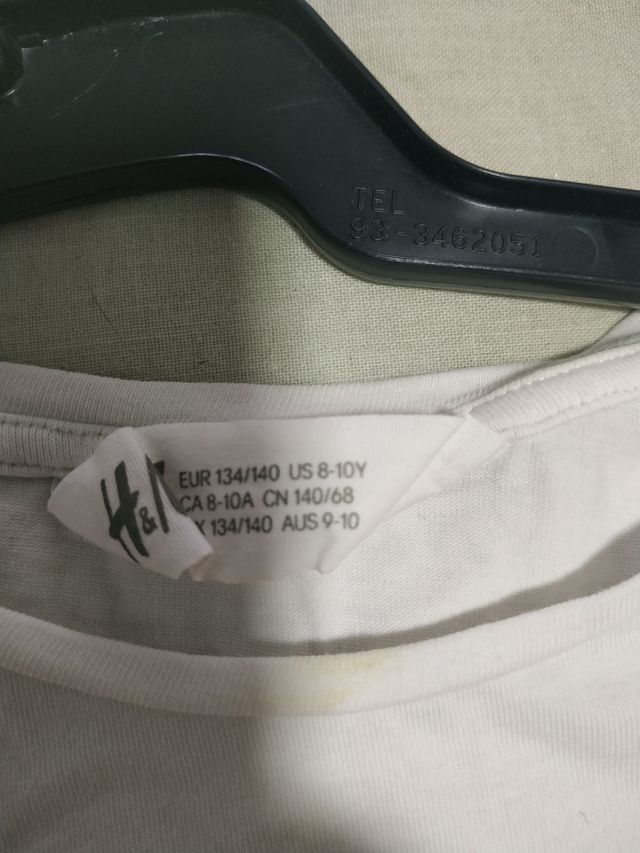 TEL
93-3462051
H&
EUR 134/140 US 8-10Y
CA 8-10A CN 140/68
134/140 AUS 9-10